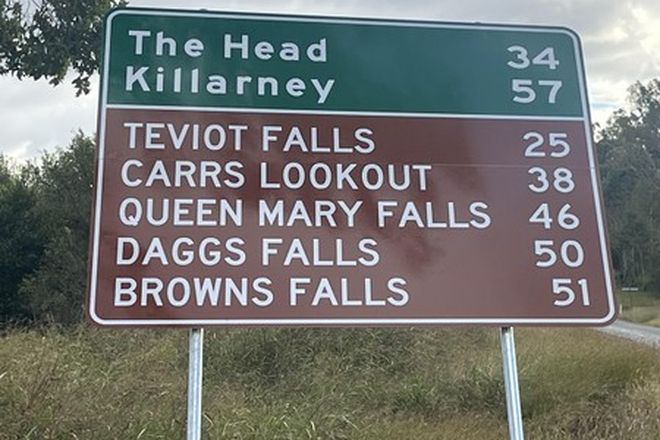 The Head 34
Killarney 57
TEVIOT FALLS 25
CARRS LOOKOUT 38
QUEEN MARY FALLS 46
DAGGS FALLS 50
BROWNS FALLS 51